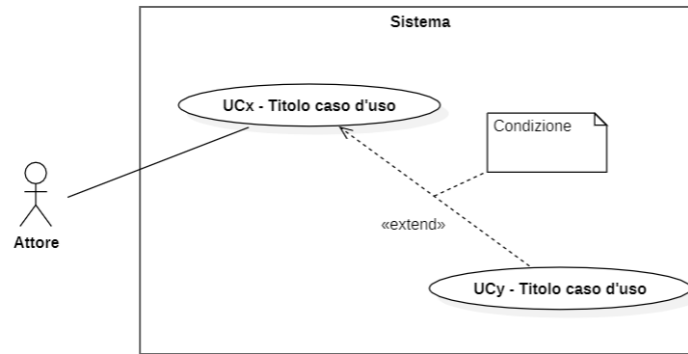 Sistema
UCx - Titolo caso d'uso
Condizione
Attore
«extend»
UCy - Titolo caso d'uso